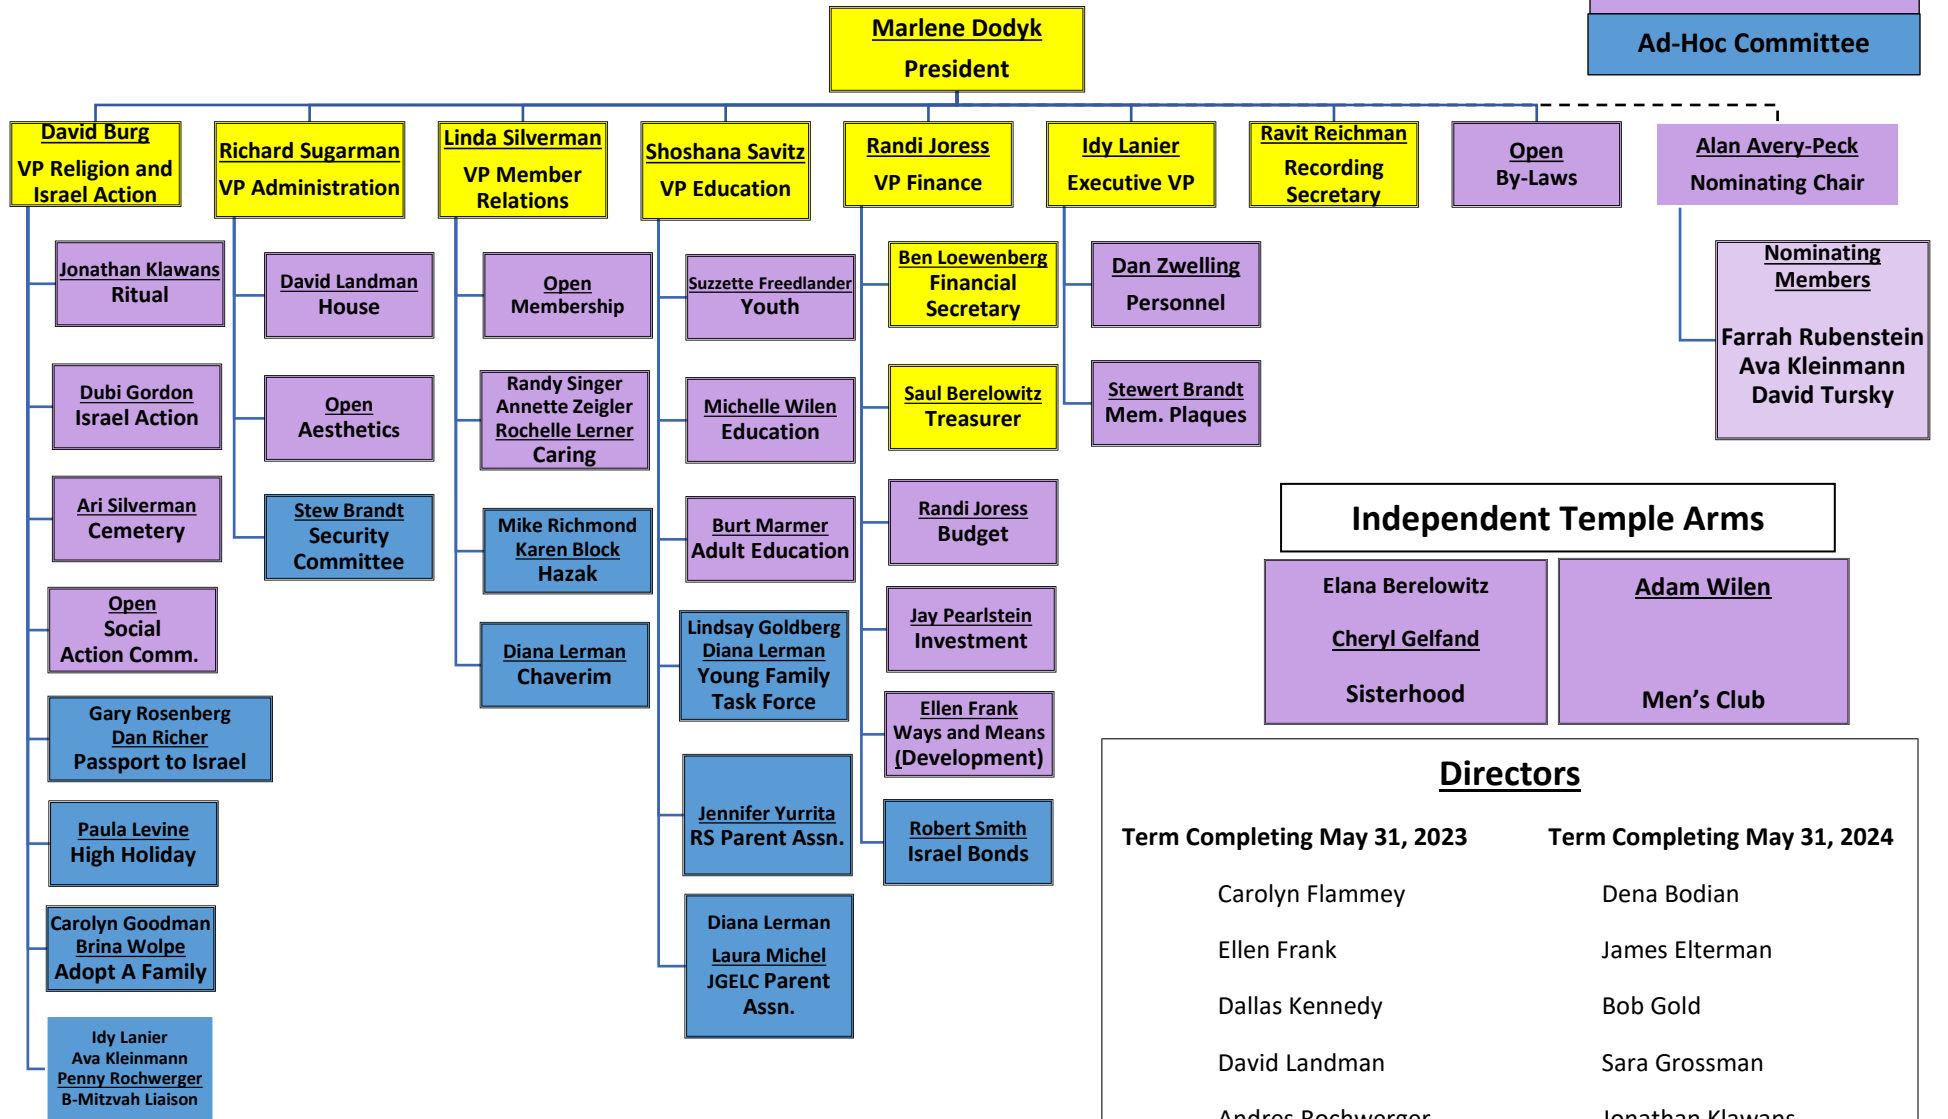 Marlene Dodyk
President
Ad-Hoc Committee
David Burg
VP Religion and
Israel Action
Richard Sugarman
VP Administration
Linda Silverman
VP Member
Relations
Shoshana Savitz
VP Education
Randi Joress
VP Finance
Idy Lanier
Executive VP
Ravit Reichman
Recording
Secretary
Open
By-Laws
Alan Avery-Peck
Nominating Chair
Jonathan Klawans
Ritual
Dubi Gordon
Israel Action
Ari Silverman
Cemetery
Open
Social
Action Comm.
Gary Rosenberg
Dan Richer
Passport to Israel
Paula Levine
High Holiday
Carolyn Goodman
Brina Wolpe
Adopt A Family
Idy Lanier
Ava Kleinmann
Penny Rochwerger
B-Mitzvah Liaison
David Landman
House
Open
Aesthetics
Stew Brandt
Security
Committee
Open
Membership
Randy Singer
Annette Zeigler
Rochelle Lerner
Caring
Mike Richmond
Karen Block
Hazak
Diana Lerman
Chaverim
Suzzette Freedlander
Youth
Michelle Wilen
Education
Burt Marmer
Adult Education
Lindsay Goldberg
Diana Lerman
Young Family
Task Force
Jennifer Yurrita
RS Parent Assn.
Diana Lerman
Laura Michel
JGELC Parent
Assn.
Ben Loewenberg
Financial
Secretary
Saul Berelowitz
Treasurer
Randi Joress
Budget
Jay Pearlstein
Investment
Ellen Frank
Ways and Means
(Development)
Robert Smith
Israel Bonds
Dan Zwelling
Personnel
Stewert Brandt
Mem. Plaques
Nominating
Members
Farrah Rubenstein
Ava Kleinmann
David Tursky
Independent Temple Arms
Elana Berelowitz
Cheryl Gelfand
Sisterhood
Adam Wilen
Men’s Club
Directors
Term Completing May 31, 2023
Carolyn Flammey
Ellen Frank
Dallas Kennedy
David Landman
Andres Rochwerger
Term Completing May 31, 2024
Dena Bodian
James Elterman
Bob Gold
Sara Grossman
Jonathan Klawans